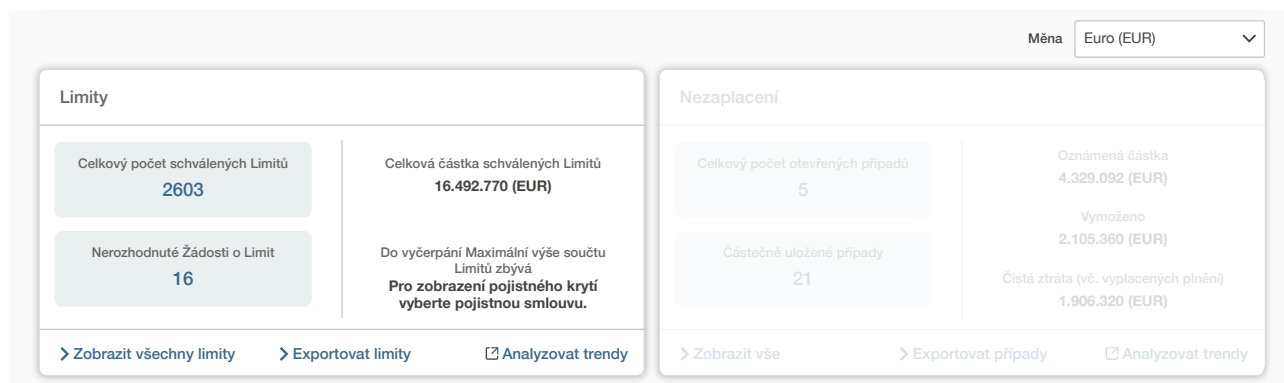 Měna
Euro (EUR)
Limity
Celkový počet schválených Limitů
2603
Celková částka schválených Limitů
16.492.770 (EUR)
Nerozhodnuté Žádosti o Limit
16
Do vyčerpání Maximální výše součtu
Limitů zbývá
Pro zobrazení pojistného krytí
vyberte pojistnou smlouvu.
Zobrazit všechny limity
Exportovat limity
Analyzovat trendy
Nezaplacení
Celkový počet otevřených případů
5
Oznámená částka
4.329.092 (EUR)
Vymoženo
2.105.360 (EUR)
Částečně uložené případy
21
Čistá ztráta (vč. vyplacených plnění)
1.906.320 (EUR)
Zobrazit vše
Exportovat případy
Analyzovat trendy